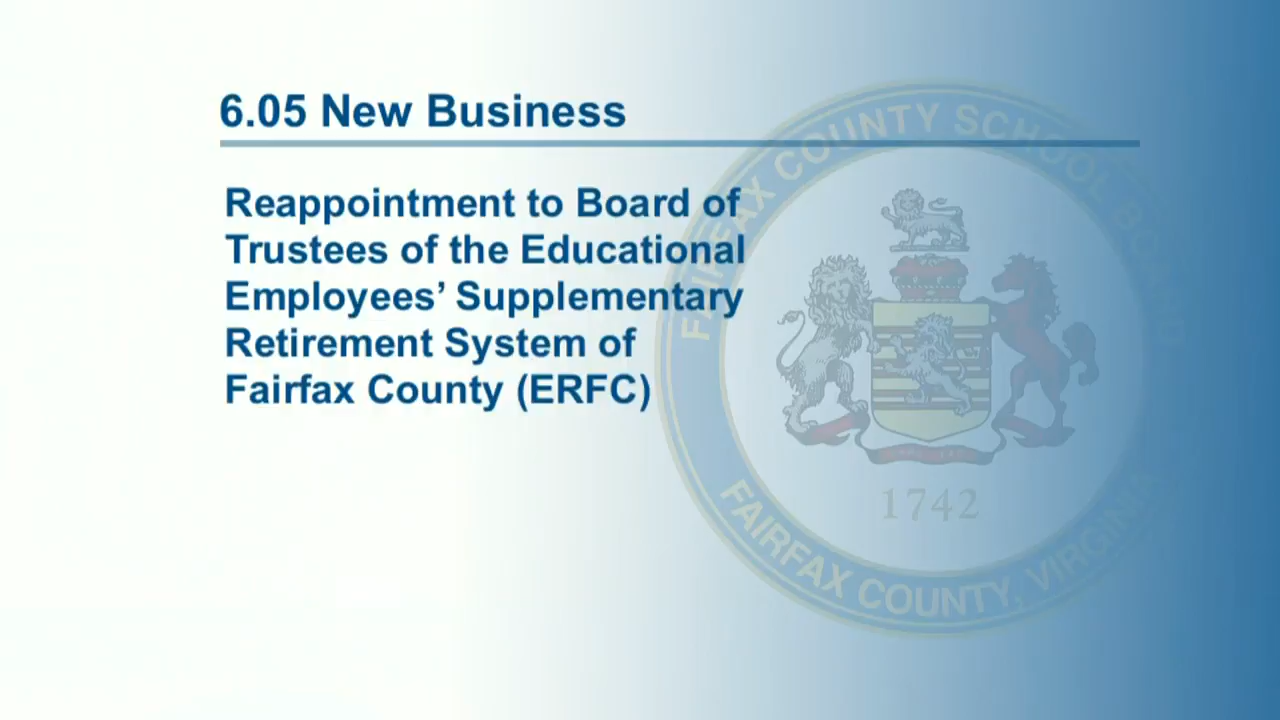 6.05 New Business
Reappointment to Board of
Trustees of the Educational
Employees’ Supplementary
Retirement System of
Fairfax County (ERFC)
FAIRFAX COUNTY SCHOOL BOARD
1742
FAIRFAX COUNTY, VIRGINIA